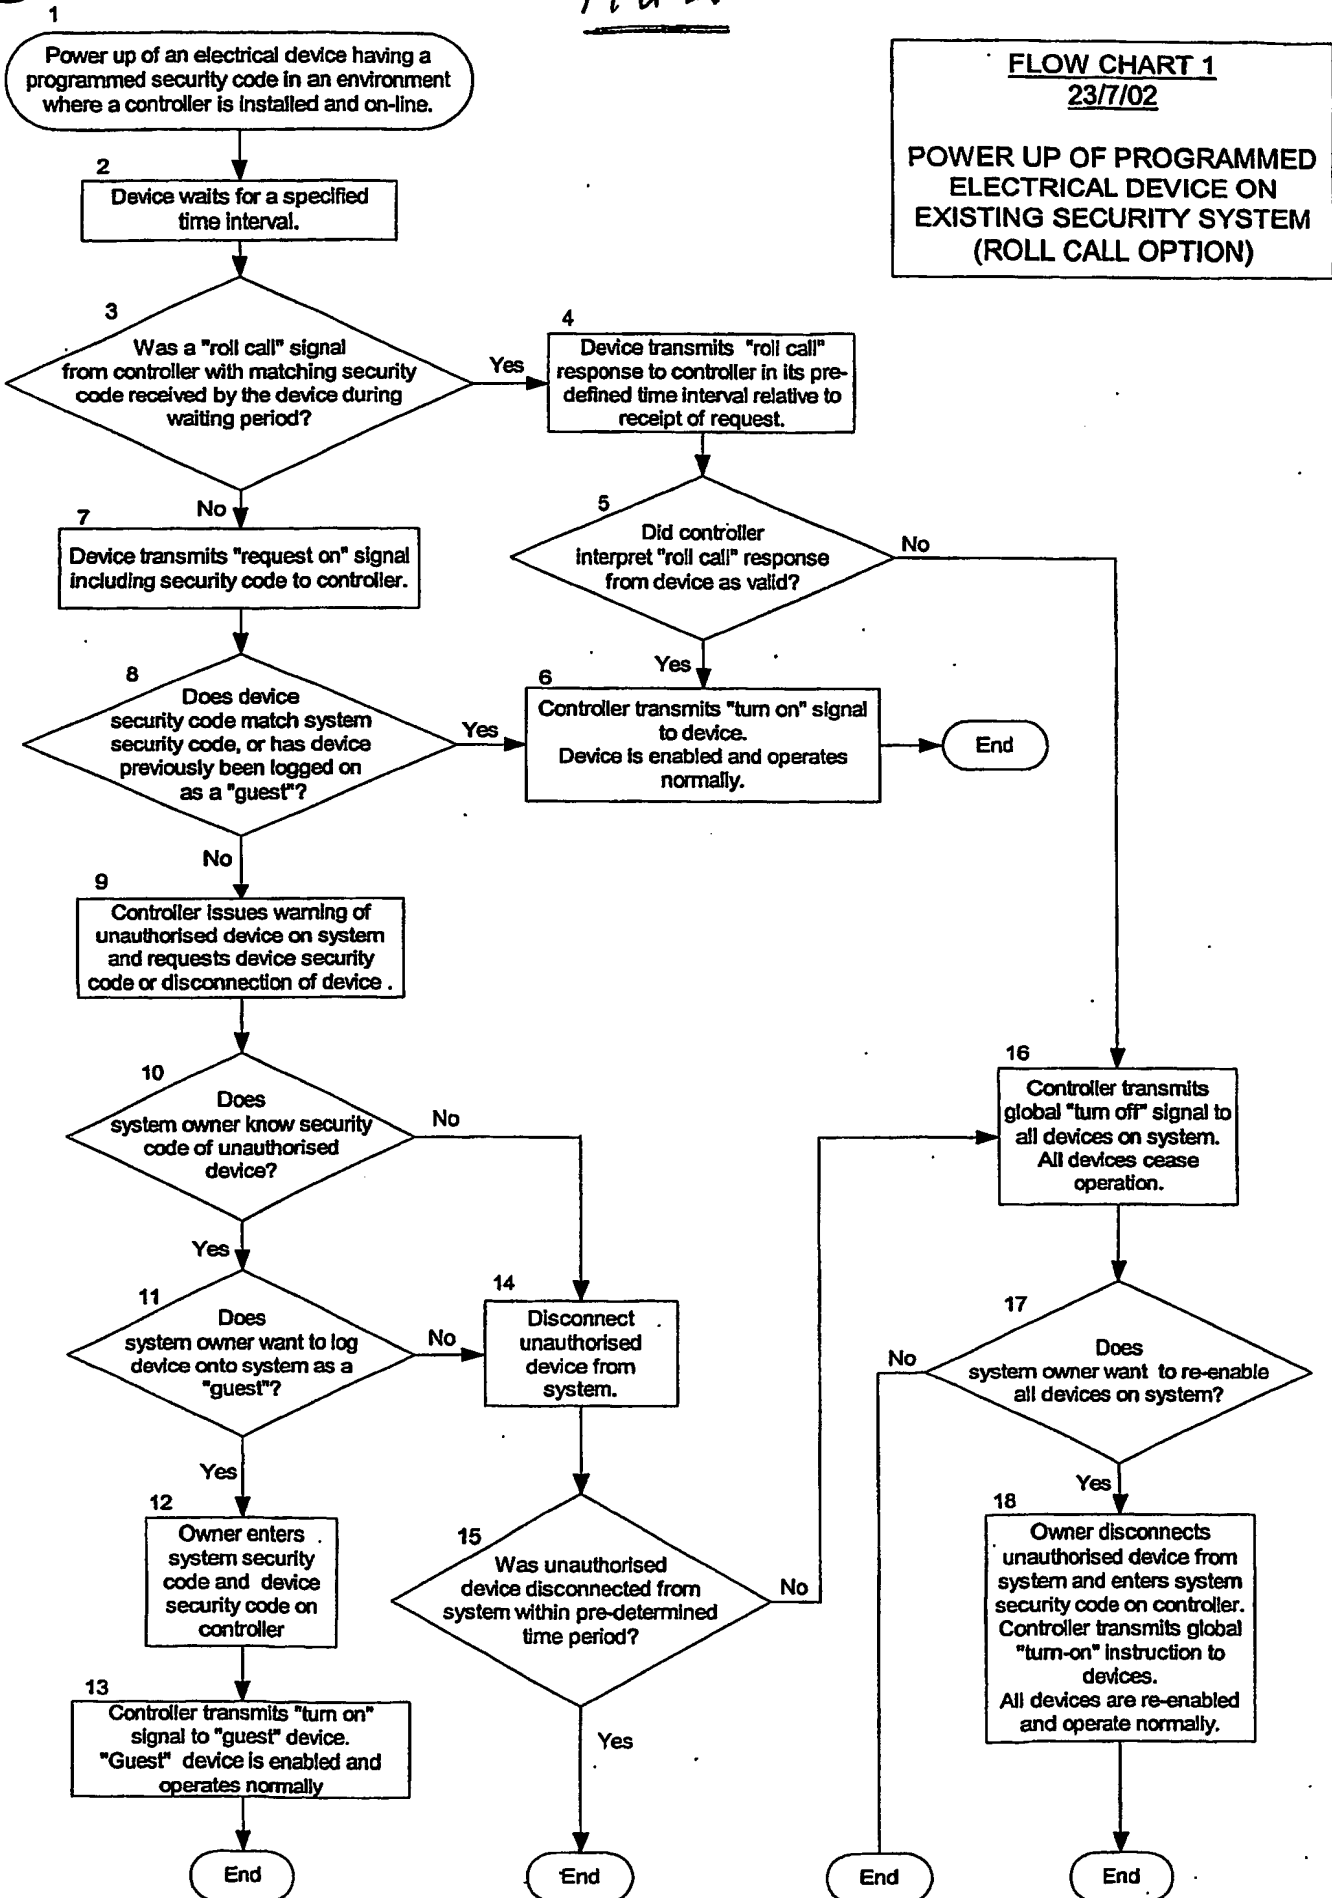 1
Power up of an electrical device having a
programmed security code in an environment
where a controller is installed and on-line.
FLOW CHART 1
23/7/02
POWER UP OF PROGRAMMED
ELECTRICAL DEVICE ON
EXISTING SECURITY SYSTEM
(ROLL CALL OPTION)
2
Device waits for a specified
time interval.
3
Was a "roll call" signal
from controller with matching security
code received by the device during
waiting period?
Yes
4
Device transmits "roll call"
response to controller in its pre-
defined time interval relative to
receipt of request.
No
7
Device transmits "request on" signal
including security code to controller.
5
Did controller
interpret "roll call" response
from device as valid?
No
Yes
8
Does device
security code match system
security code, or has device
previously been logged on
as a "guest"?
Yes
6
Controller transmits "turn on" signal
to device.
Device is enabled and operates
normally.
End
No
9
Controller issues warning of
unauthorised device on system
and requests device security
code or disconnection of device .
10
Does
system owner know security
code of unauthorised
device?
No
16
Controller transmits
global "turn off" signal to
all devices on system.
All devices cease
operation.
Yes
11
Does
system owner want to log
device onto system as a
"guest"?
No
14
Disconnect
unauthorised
device from
system.
17
Does
system owner want to re-enable
all devices on system?
No
Yes
Yes
12
Owner enters
system security
code and device
security code on
controller
15
Was unauthorised
device disconnected from
system within pre-determined
time period?
No
18
Owner disconnects
unauthorised device from
system and enters system
security code on controller.
Controller transmits global
"turn-on" instruction to
devices.
All devices are re-enabled
and operate normally.
13
Controller transmits "turn on"
signal to "guest" device.
"Guest" device is enabled and
operates normally
Yes
End
End
End
End